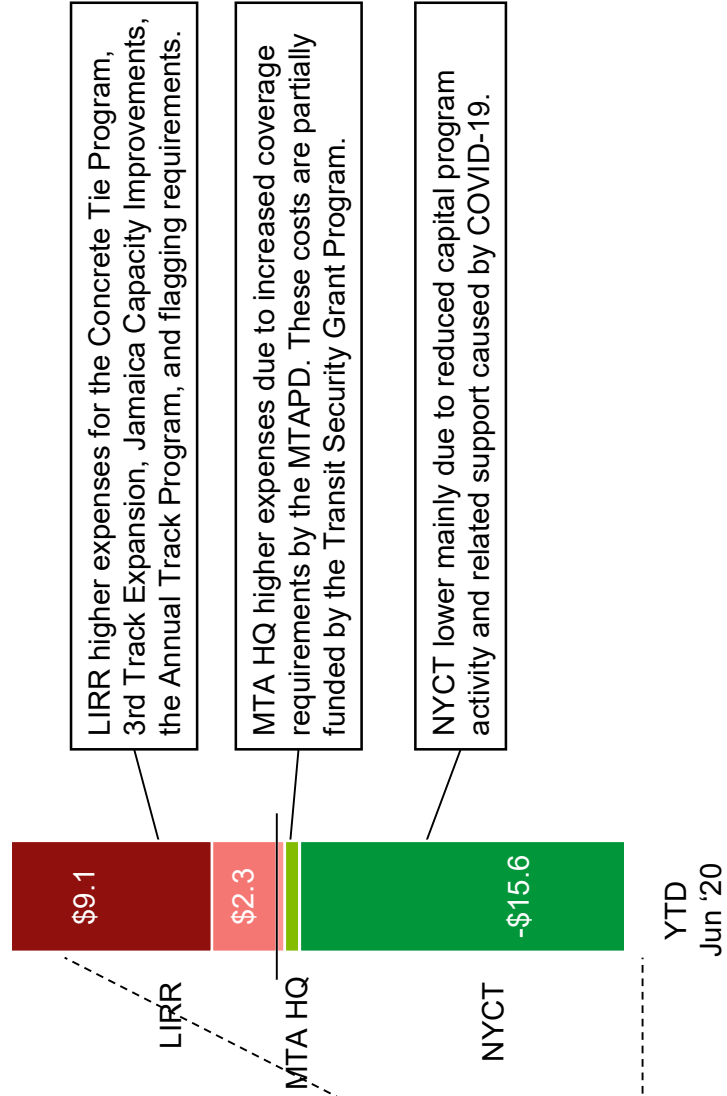 $9.1
$2.3
-$15.6
LIRR
MTA HQ
NYCT
YTD
Jun ‘20
LIRR higher expenses for the Concrete Tie Program,
3rd Track Expansion, Jamaica Capacity Improvements,
the Annual Track Program, and flagging requirements.
MTA HQ higher expenses due to increased coverage
requirements by the MTAPD. These costs are partially
funded by the Transit Security Grant Program.
NYCT lower mainly due to reduced capital program
activity and related support caused by COVID-19.